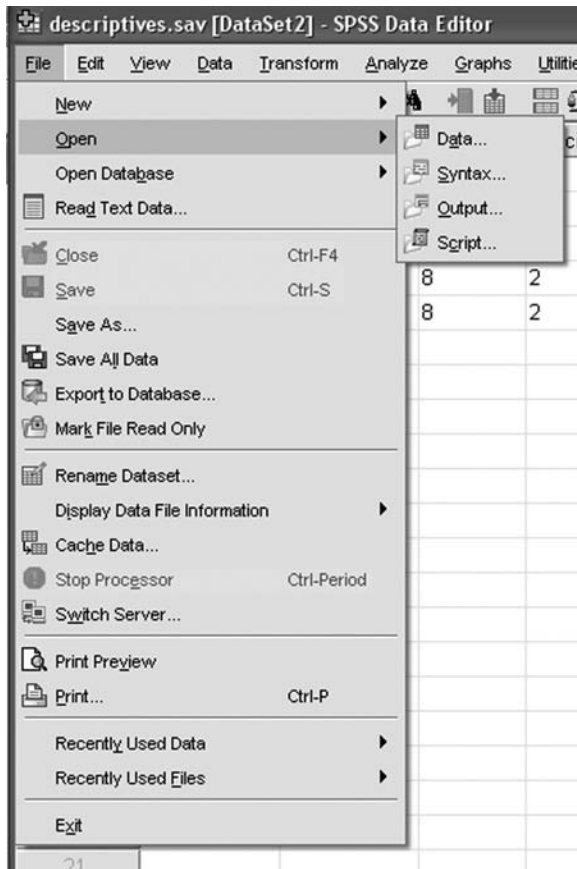 descriptives.sav [DataSet2] - SPSS Data Editor
File Edit View Data Transform Analyze Graphs
New
Open
Open Database
Read Text Data...
Close Ctrl-F4
Save Ctrl-S
Save As...
Save All Data
Export to Database...
Mark File Read Only
Rename Dataset...
Display Data File Information
Cache Data...
Stop Processor Ctrl-Period
Switch Server...
Print Preview
Print... Ctrl-P
Recently Used Data
Recently Used Files
Exit
Data...
Syntax...
Output...
Script...
8 2
8 2
21